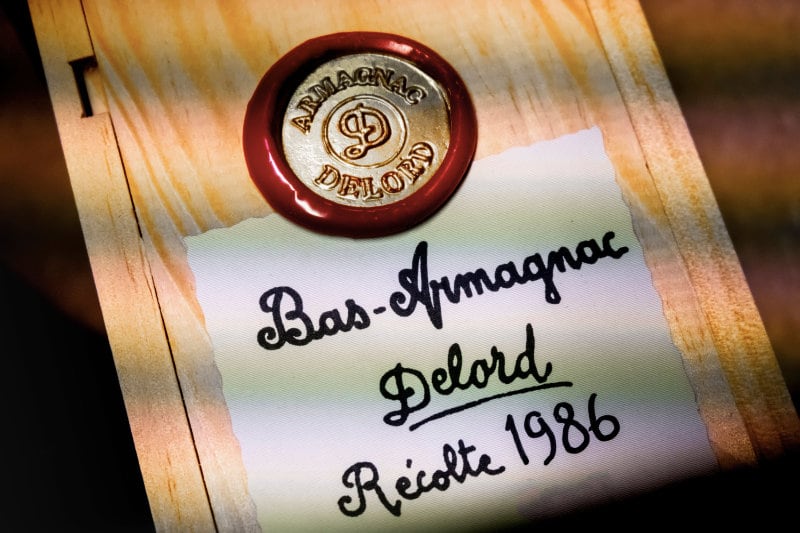 ARMAGNAC
D
DELORD
Bas-Armagnac
Delord
Récolte 1986